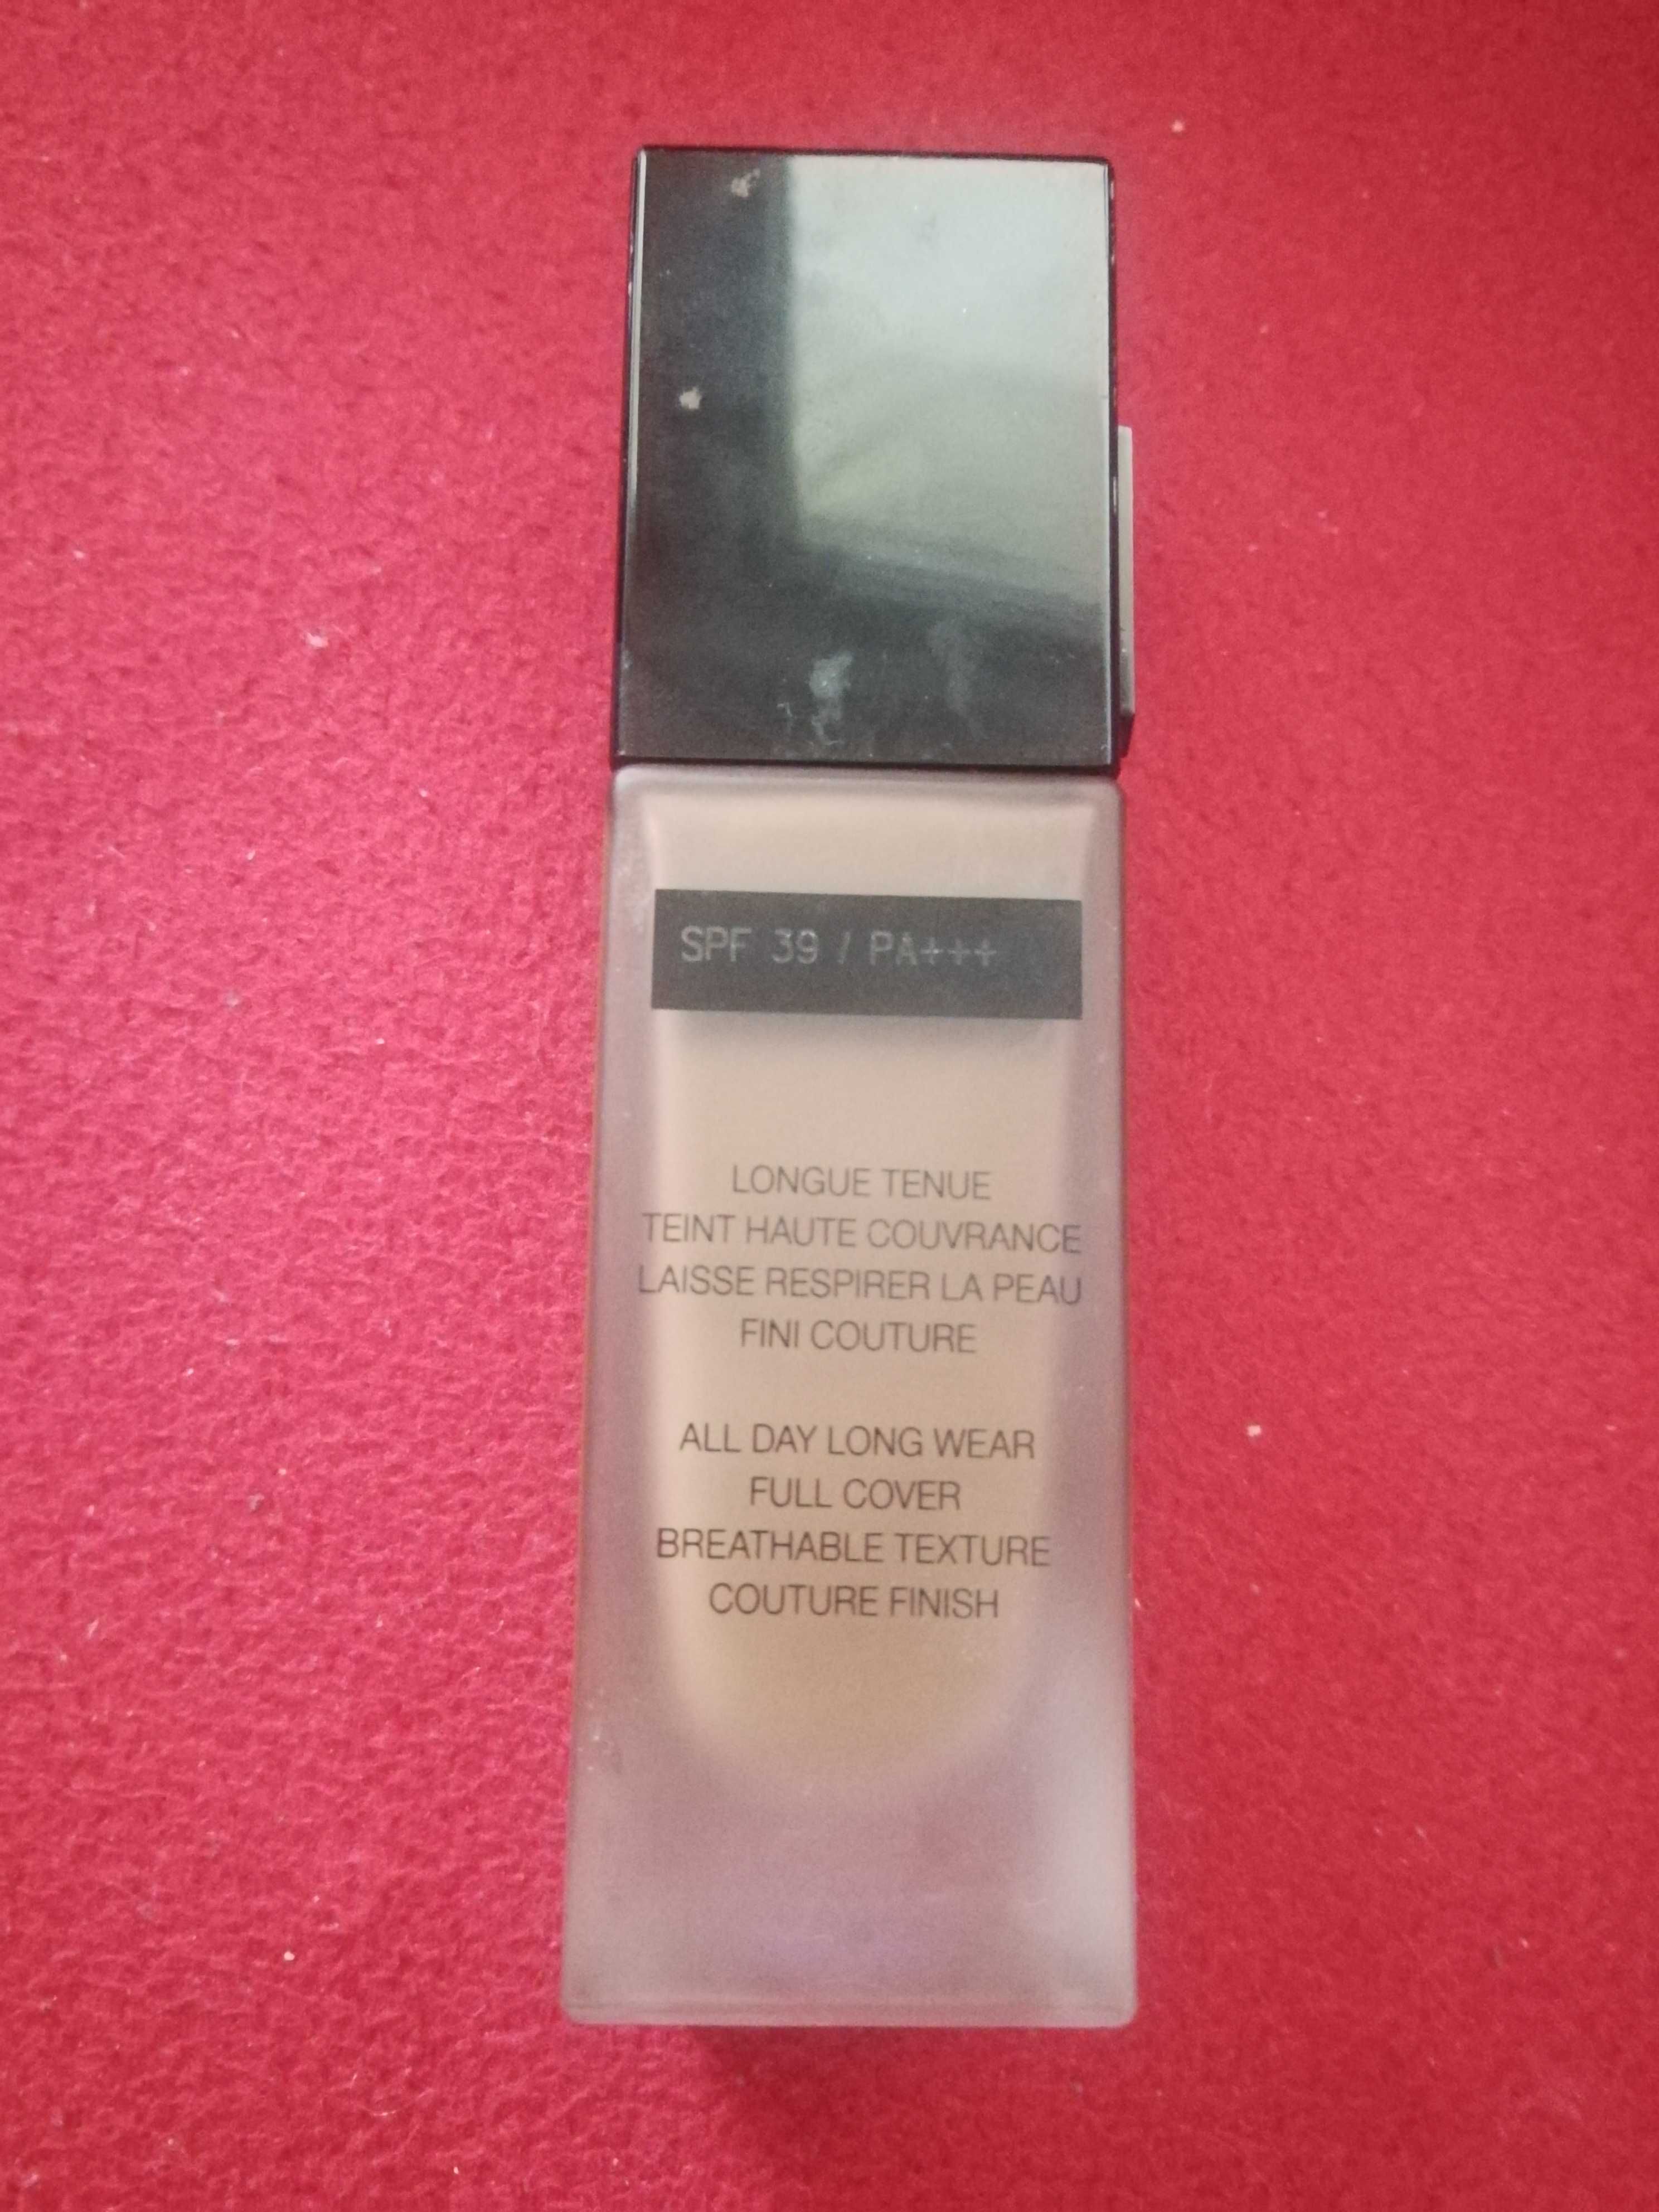 SPF 39 / PA+++
LONGUE TENUE
TEINT HAUTE COUVRANCE
LAISSE RESPIRER LA PEAU
FINI COUTURE
ALL DAY LONG WEAR
FULL COVER
BREATHABLE TEXTURE
COUTURE FINISH